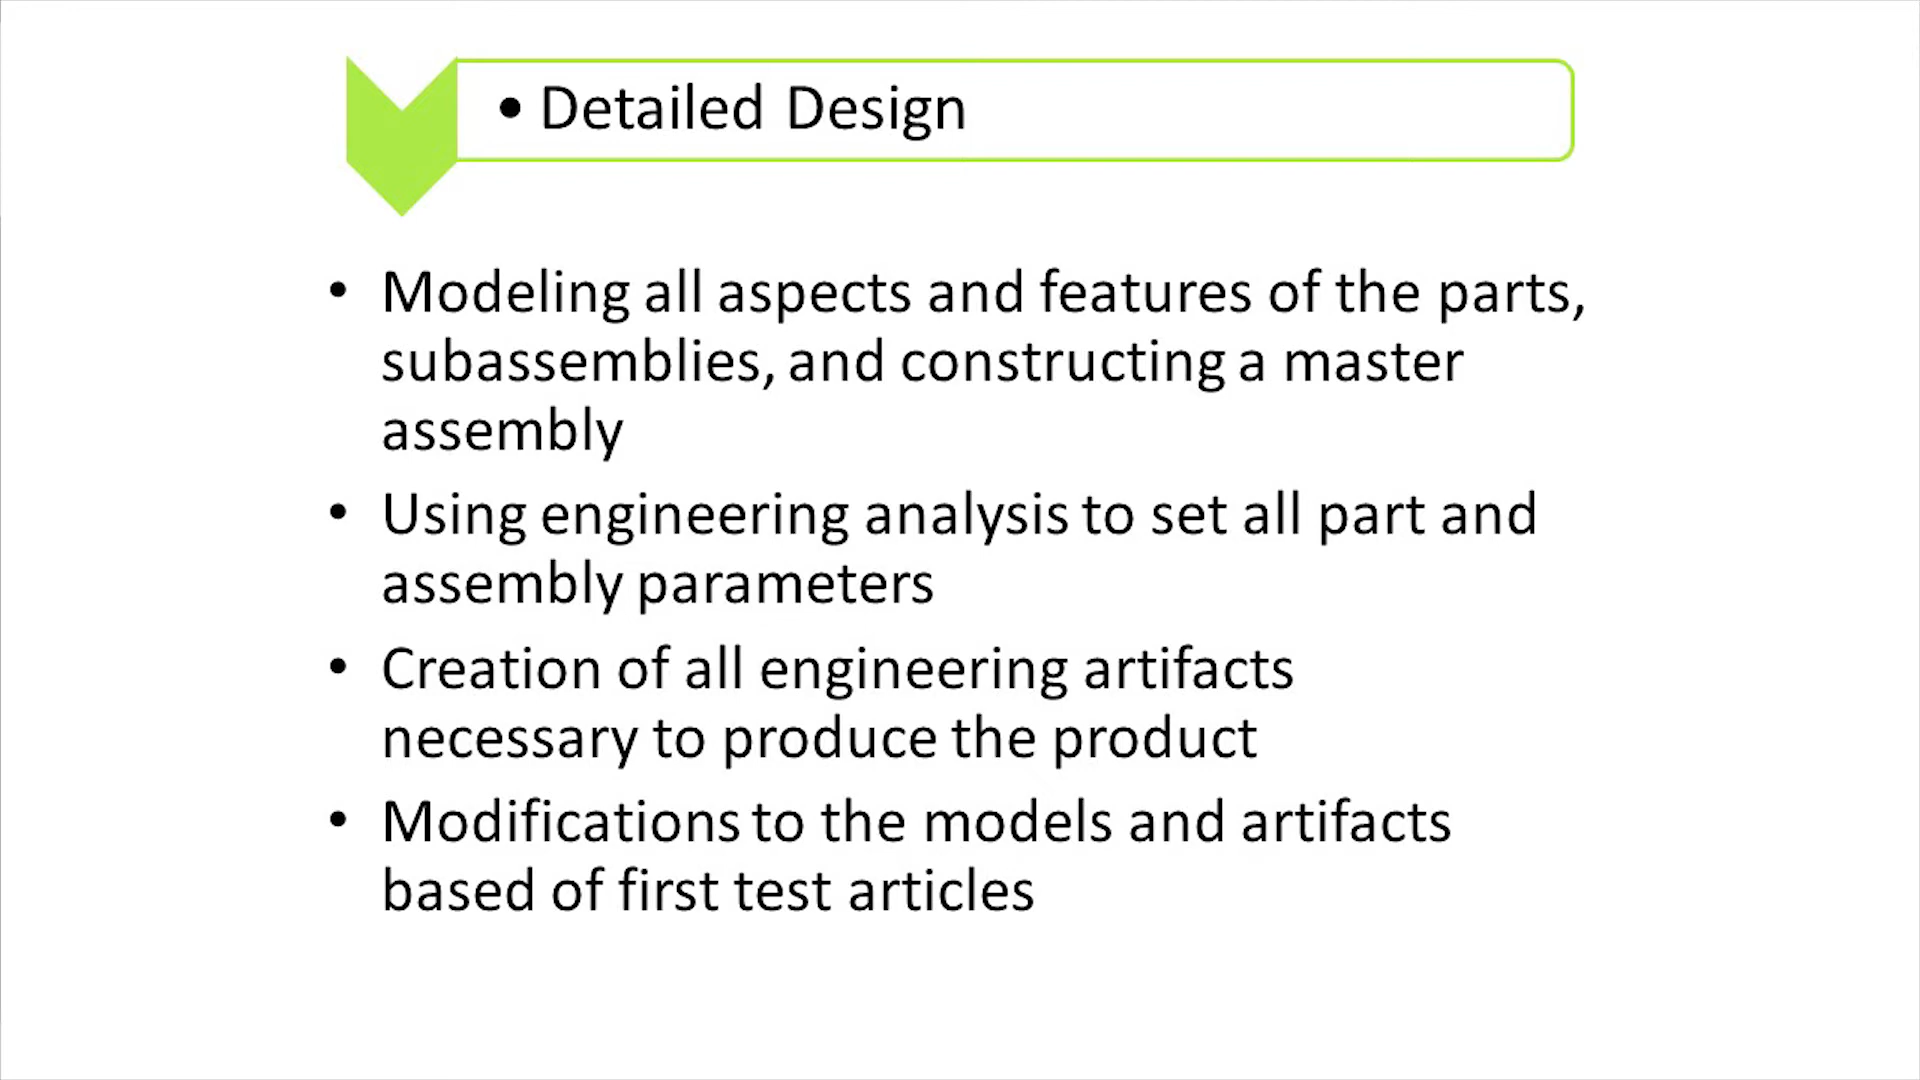 • Detailed Design
• Modeling all aspects and features of the parts,
subassemblies, and constructing a master
assembly
• Using engineering analysis to set all part and
assembly parameters
• Creation of all engineering artifacts
necessary to produce the product
• Modifications to the models and artifacts
based of first test articles